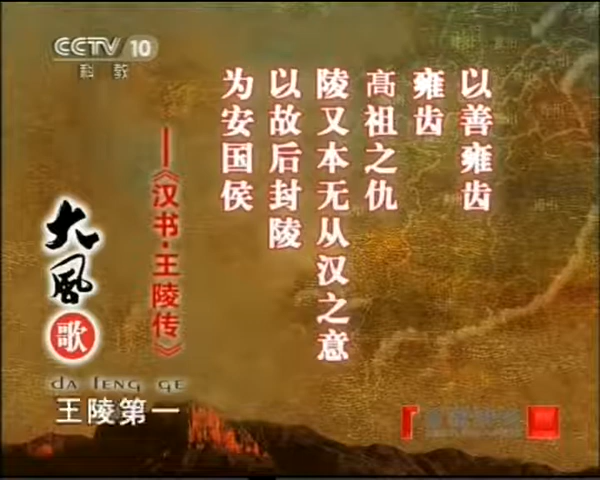 CCTV 10
科教
以善雍齿
雍齿
高祖之仇
陵又本无从汉之意
以故后封陵
为安国侯
——《汉书·王陵传》
大风歌
da feng ge
王陵第一